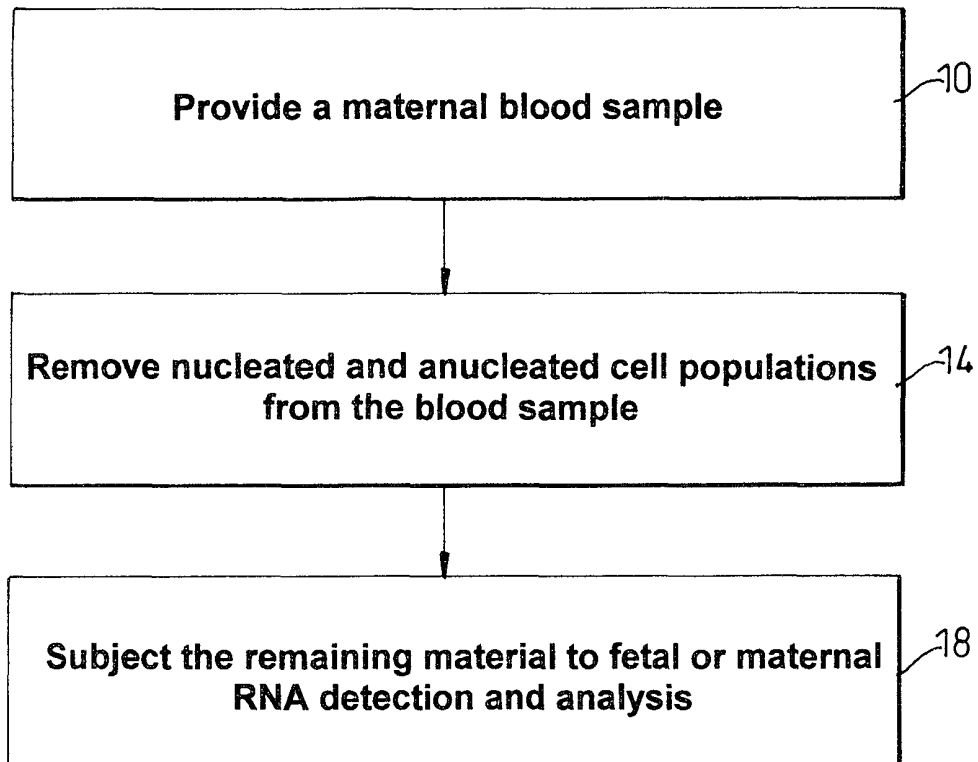 Provide a maternal blood sample
10
Remove nucleated and anucleated cell populations
from the blood sample
14
Subject the remaining material to fetal or maternal
RNA detection and analysis
18